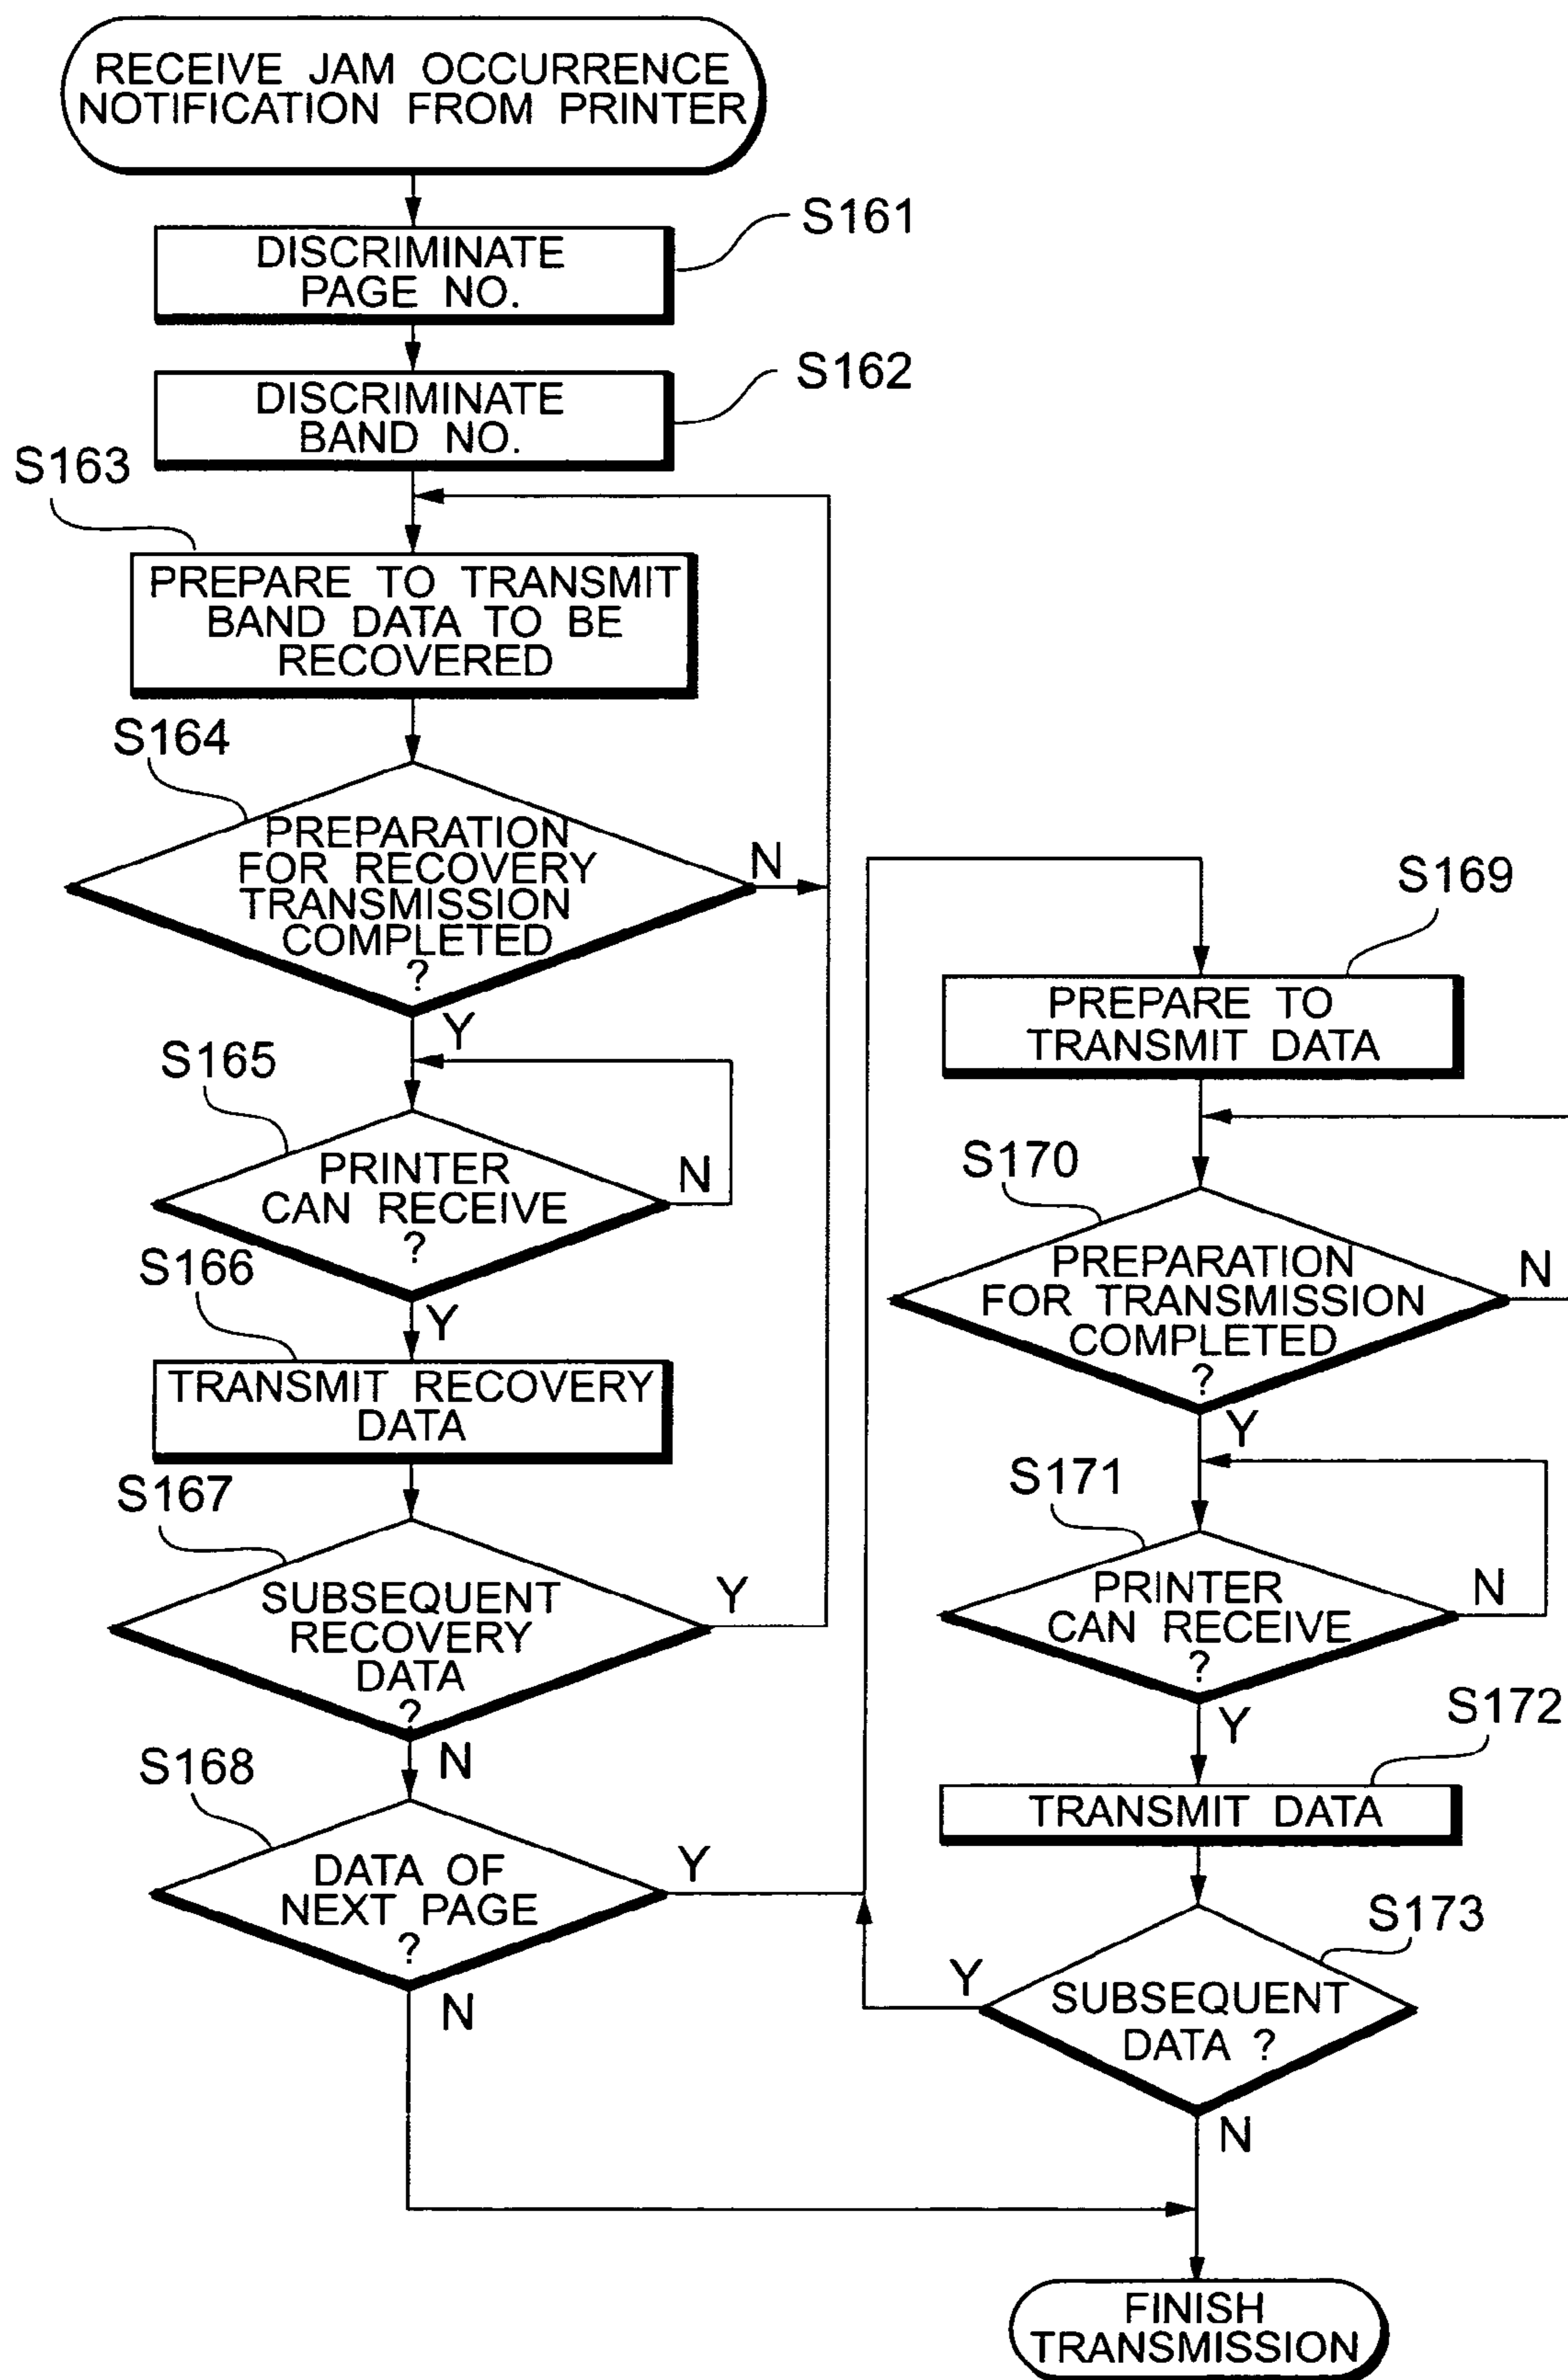 RECEIVE JAM OCCURRENCE
NOTIFICATION FROM PRINTER
S161
DISCRIMINATE
PAGE NO.
S162
DISCRIMINATE
BAND NO.
S163
PREPARE TO TRANSMIT
BAND DATA TO BE
RECOVERED
S164
PREPARATION
FOR RECOVERY
TRANSMISSION
COMPLETED
?
N
Y
S165
PRINTER
CAN RECEIVE
?
N
Y
S166
TRANSMIT RECOVERY
DATA
S167
SUBSEQUENT
RECOVERY
DATA
?
Y
N
S168
DATA OF
NEXT PAGE
?
Y
N
S169
PREPARE TO
TRANSMIT DATA
S170
PREPARATION
FOR TRANSMISSION
COMPLETED
?
N
Y
S171
PRINTER
CAN RECEIVE
?
N
Y
S172
TRANSMIT DATA
S173
SUBSEQUENT
DATA ?
Y
N
FINISH
TRANSMISSION